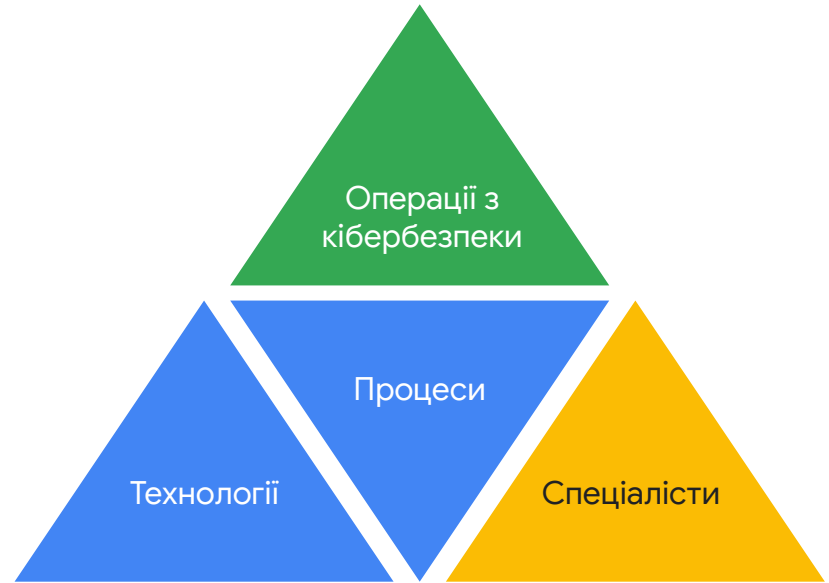 Операції з
кібербезпеки
Процеси
Технології
Спеціалісти